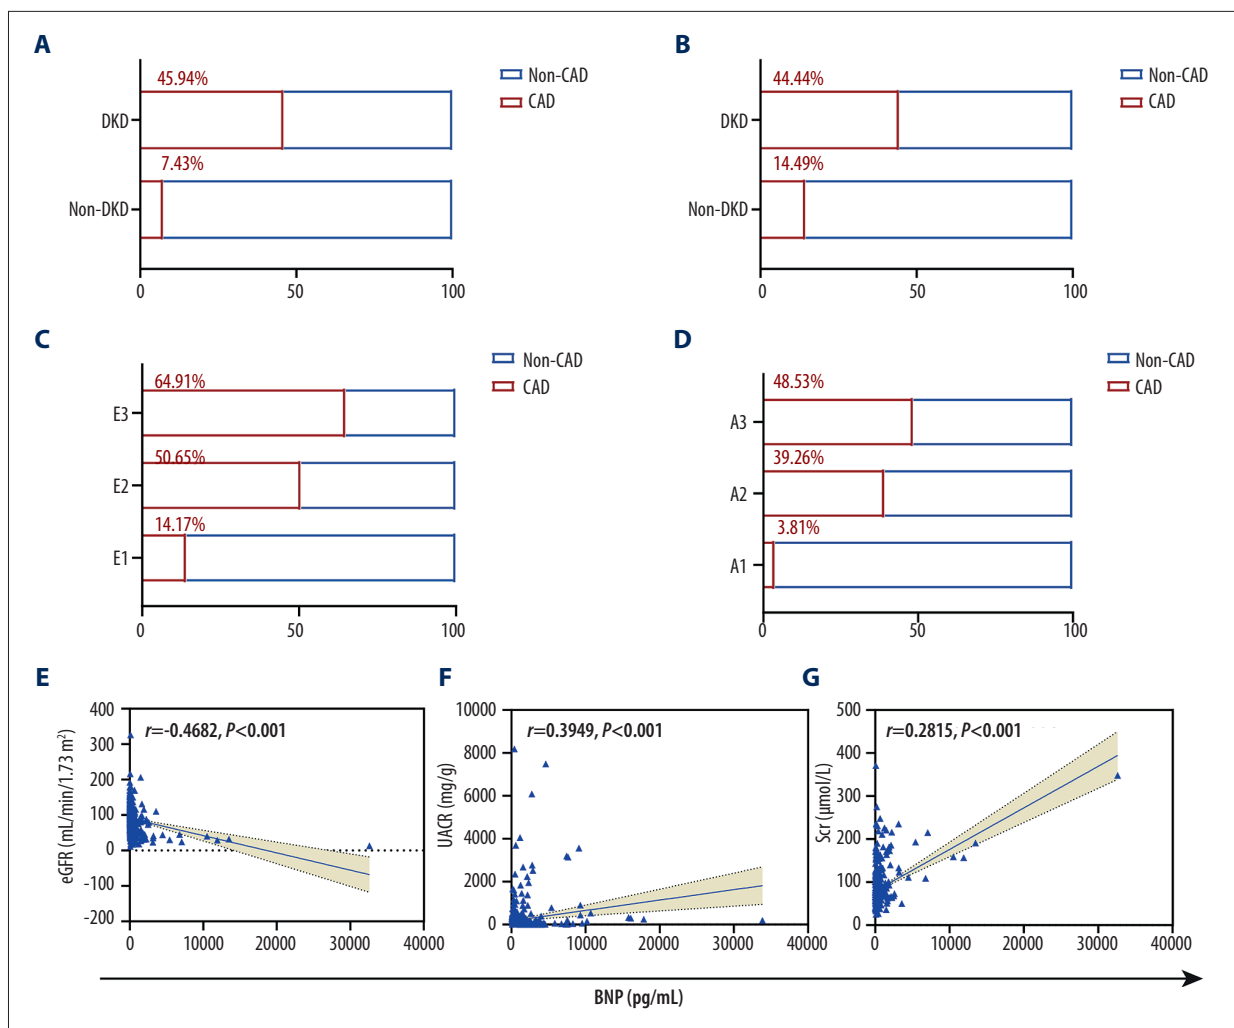 A
45.94%
DKD
7.43%
Non-DKD
0 50 100
Non-CAD
CAD
B
44.44%
DKD
14.49%
Non-DKD
0 50 100
Non-CAD
CAD
C
64.91%
E3
50.65%
E2
14.17%
E1
0 50 100
Non-CAD
CAD
D
48.53%
A3
39.26%
A2
3.81%
A1
0 50 100
Non-CAD
CAD
E
r=-0.4682, P<0.001
eGFR (mL/min/1.73 m²)
400
300
200
100
0
-100
-200
0 10000 20000 30000 40000
F
r=0.3949, P<0.001
UACR (mg/g)
10000
8000
6000
4000
2000
0
0 10000 20000 30000 40000
G
r=0.2815, P<0.001
Scr (μmol/L)
500
400
300
200
100
0
0 10000 20000 30000 40000
BNP (pg/mL)